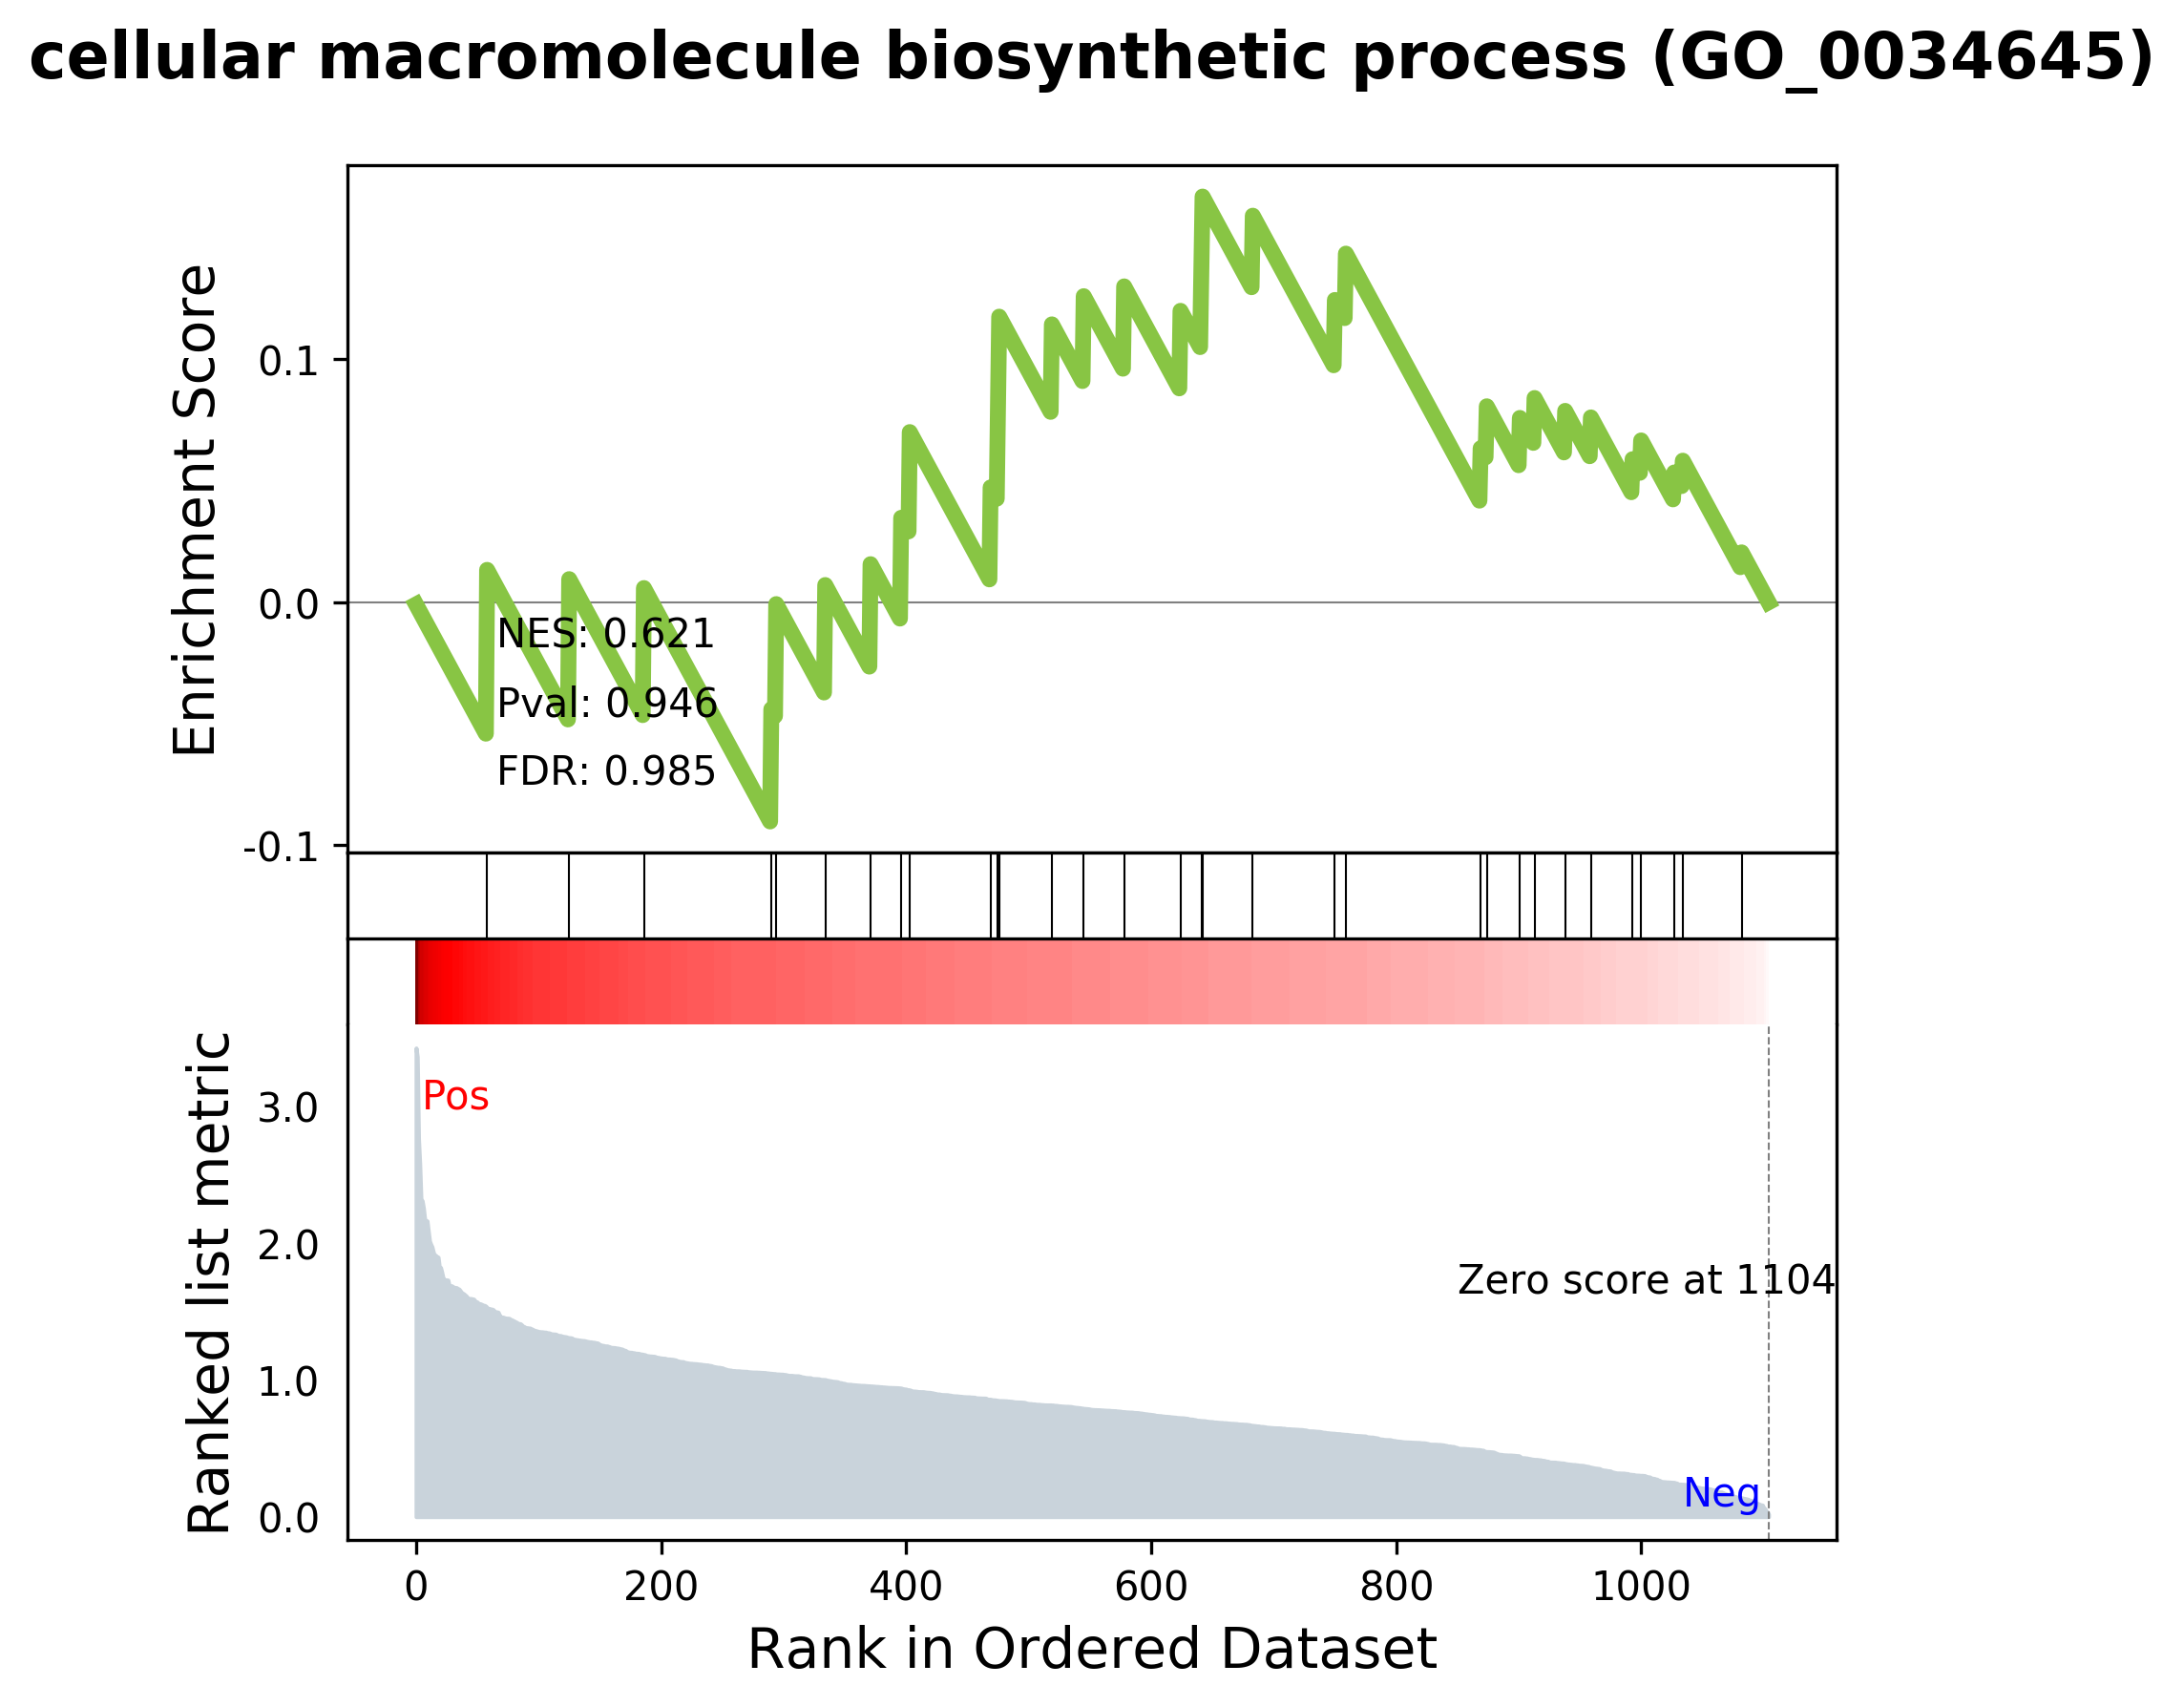 cellular macromolecule biosynthetic process (GO_0034645)
Enrichment Score
0.1
0.0
-0.1
NES: 0.621
Pval: 0.946
FDR: 0.985
Ranked list metric
3.0
2.0
1.0
0.0
Pos
Zero score at 1104
Neg
0 200 400 600 800 1000
Rank in Ordered Dataset